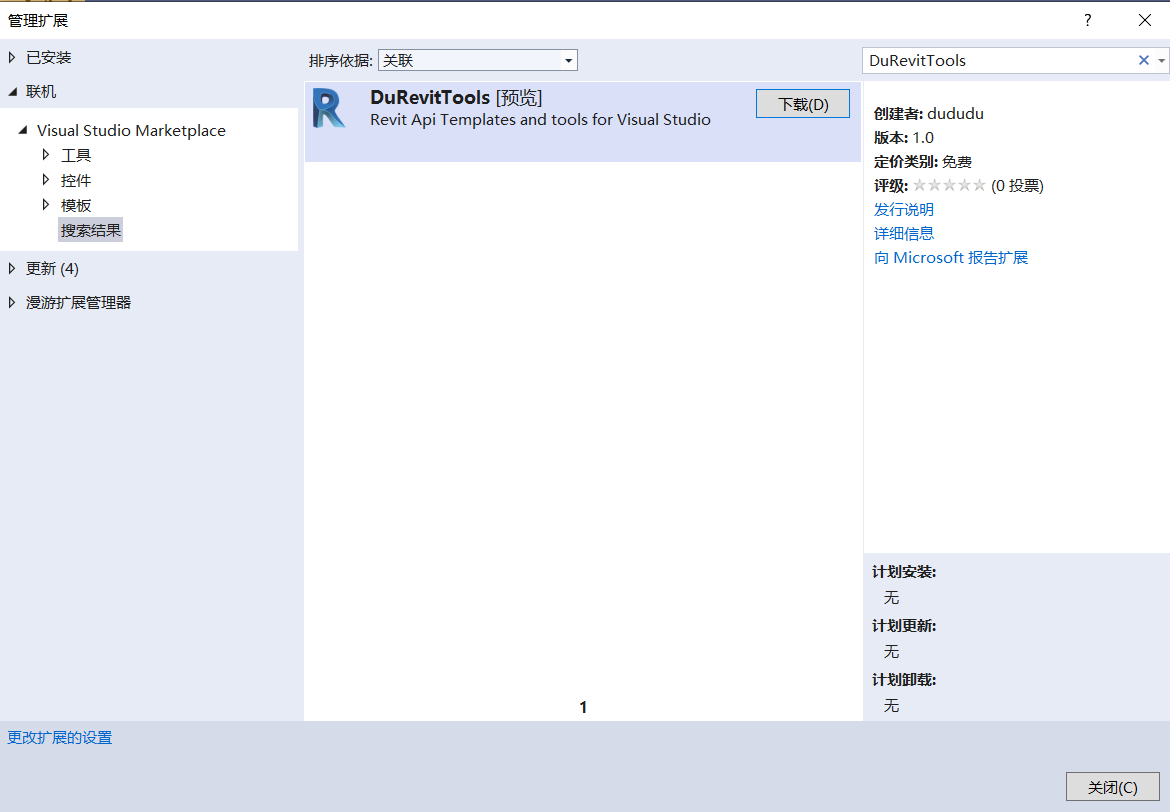 管理扩展
?
已安装
联机
Visual Studio Marketplace
工具
控件
模板
搜索结果
更新 (4)
漫游扩展管理器
排序依据: 关联
DuRevitTools [预览]
Revit Api Templates and tools for Visual Studio
下载(D)
1
DuRevitTools
创建者: dududu
版本: 1.0
定价类别: 免费
评级: (0 投票)
发行说明
详细信息
向 Microsoft 报告扩展
计划安装:
无
计划更新:
无
计划卸载:
无
更改扩展的设置
关闭(C)